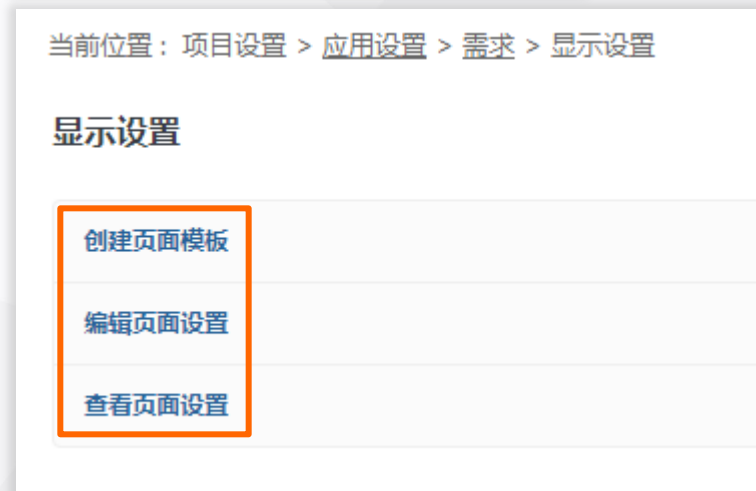 当前位置：项目设置 > 应用设置 > 需求 > 显示设置
显示设置
创建页面模板
编辑页面设置
查看页面设置